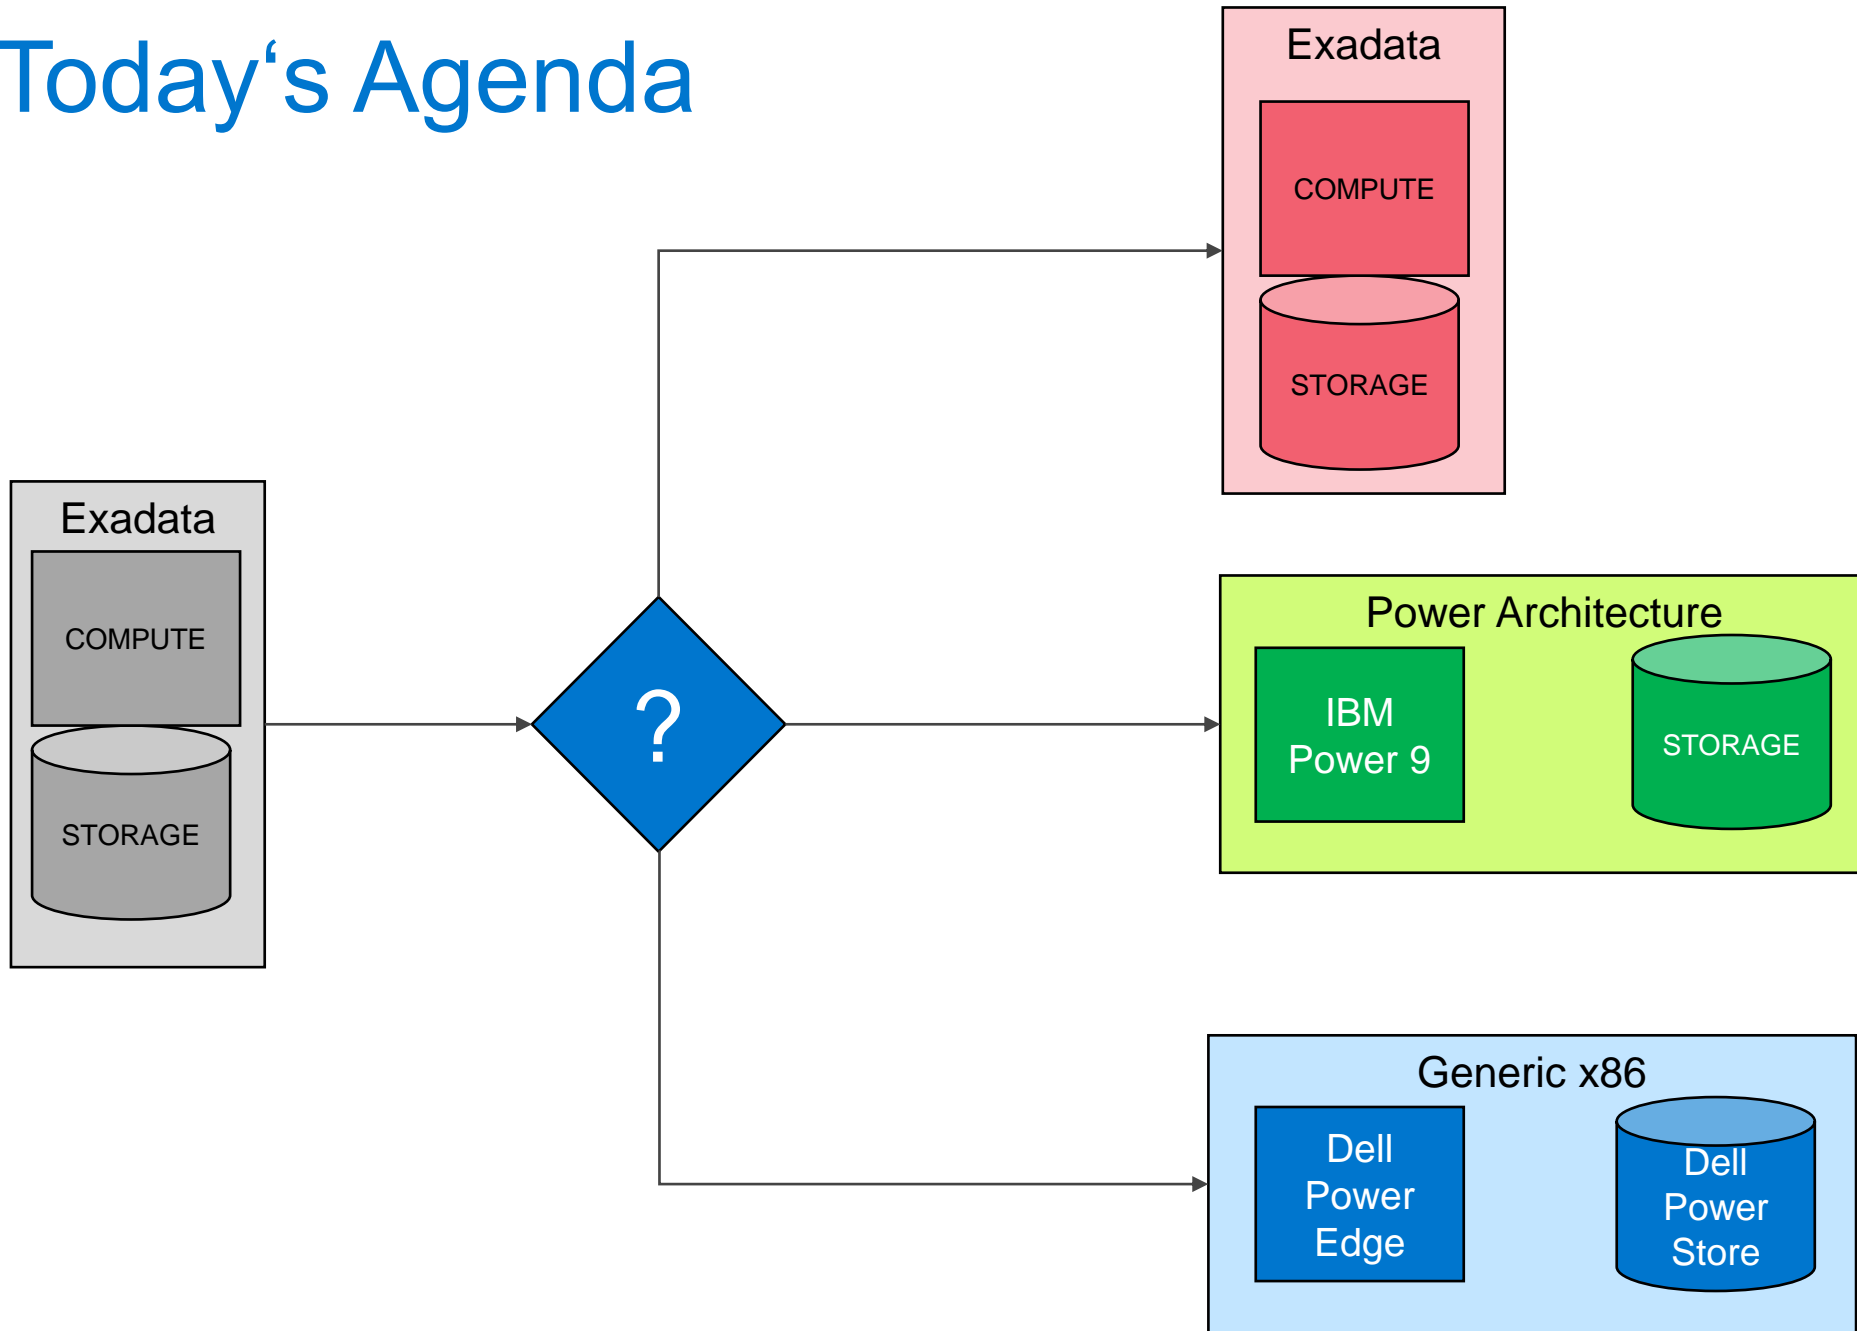 Today‘s Agenda
Exadata
COMPUTE
STORAGE
Exadata
COMPUTE
STORAGE
?
Power Architecture
IBM
Power 9
STORAGE
Generic x86
Dell
Power
Edge
Dell
Power
Store